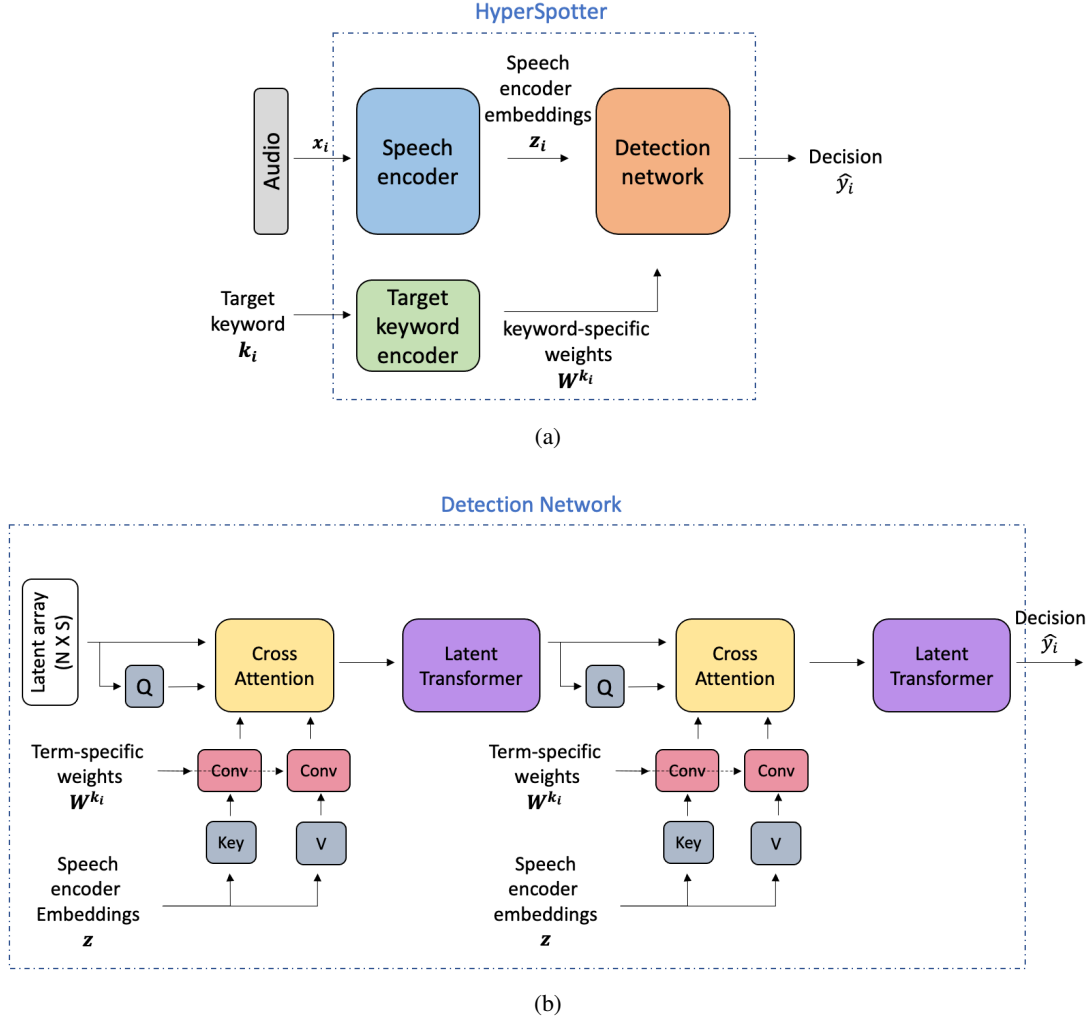 HyperSpotter
Audio
x_i
Speech
encoder
Speech
encoder
embeddings
z_i
Detection
network
Decision
ŷ_i
Target
keyword
k_i
Target
keyword
encoder
keyword-specific
weights
W^{k_i}
(a)
Detection Network
Latent array
(N X S)
Q
Cross
Attention
Latent
Transformer
Q
Cross
Attention
Latent
Transformer
Decision
ŷ_i
Term-specific
weights
W^{k_i}
Conv
Conv
Key
V
Speech
encoder
Embeddings
z
Term-specific
weights
W^{k_i}
Conv
Conv
Key
V
Speech
encoder
embeddings
z
(b)